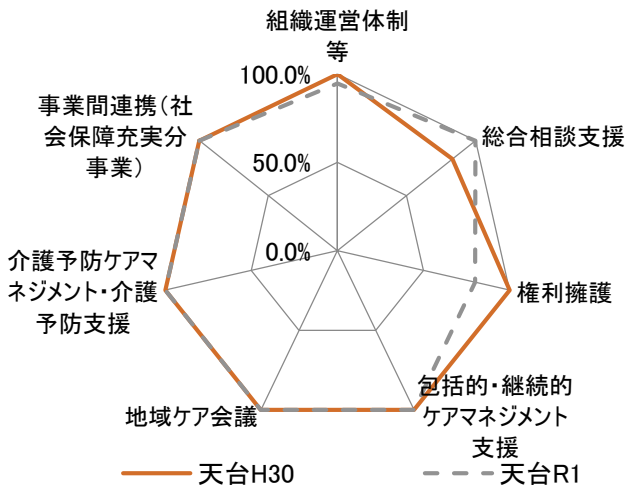 組織運営体制
等
100.0%
50.0%
0.0%
総合相談支援
権利擁護
包括的・継続的
ケアマネジメント
支援
地域ケア会議
介護予防ケアマ
ネジメント・介護
予防支援
事業間連携（社
会保障充実分
事業）
天台H30
天台R1